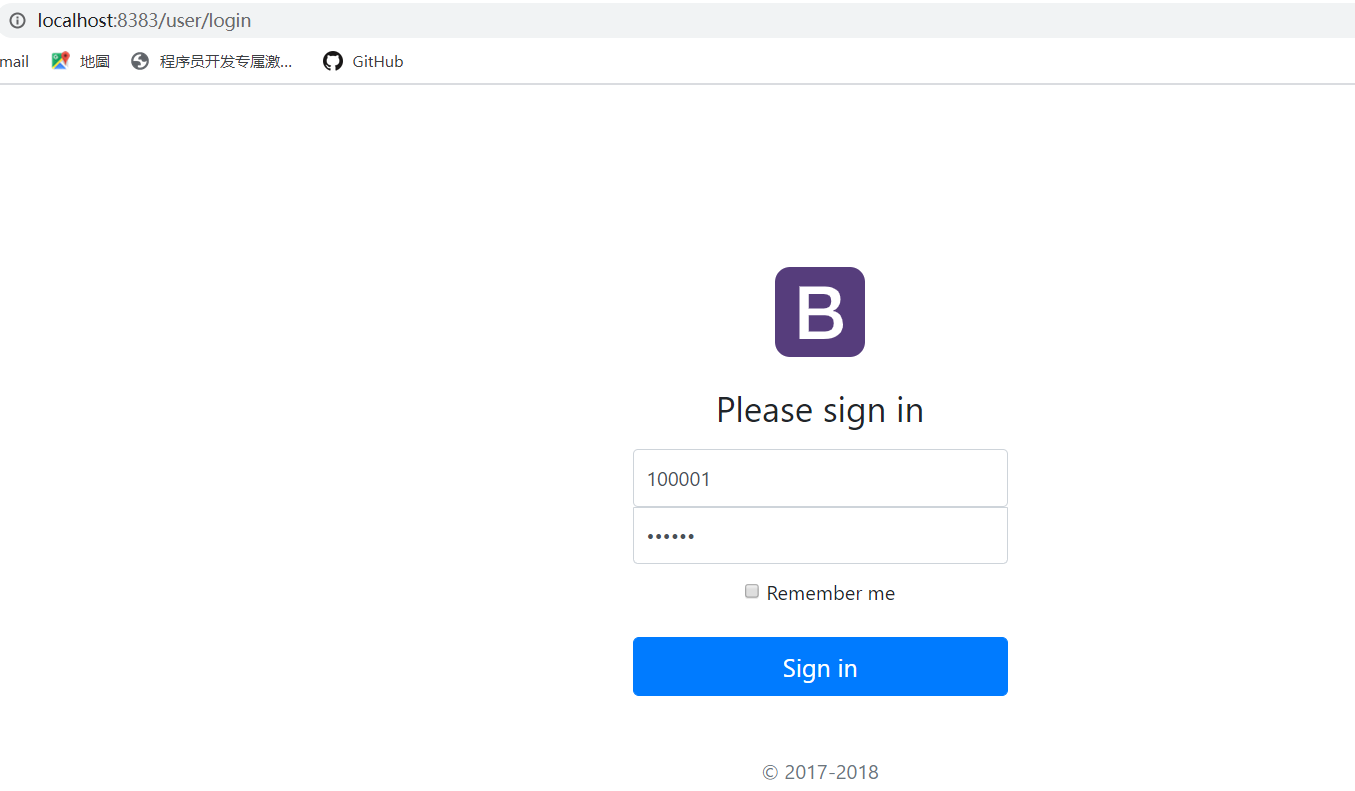 localhost:8383/user/login
mail 地圖 程序员开发专属激... GitHub
B
Please sign in
100001
••••••
Remember me
Sign in
© 2017-2018